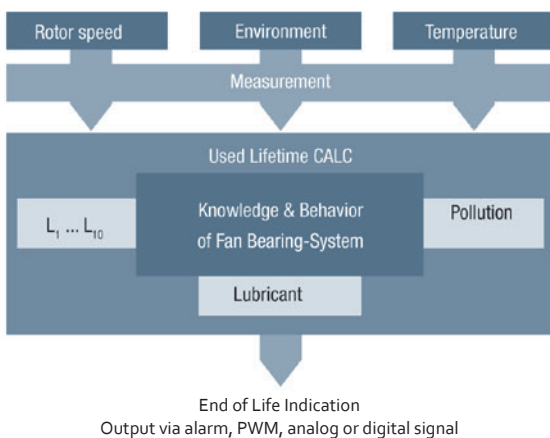 Rotor speed
Environment
Temperature
Measurement
Used Lifetime CALC
L1 ... L10
Knowledge & Behavior
of Fan Bearing-System
Pollution
Lubricant
End of Life Indication
Output via alarm, PWM, analog or digital signal